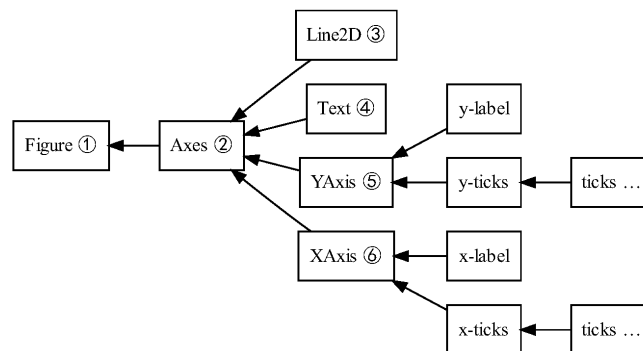 Line2D ③
Text ④
y-label
Figure ①
Axes ②
YAxis ⑤
y-ticks
ticks …
XAxis ⑥
x-label
x-ticks
ticks …